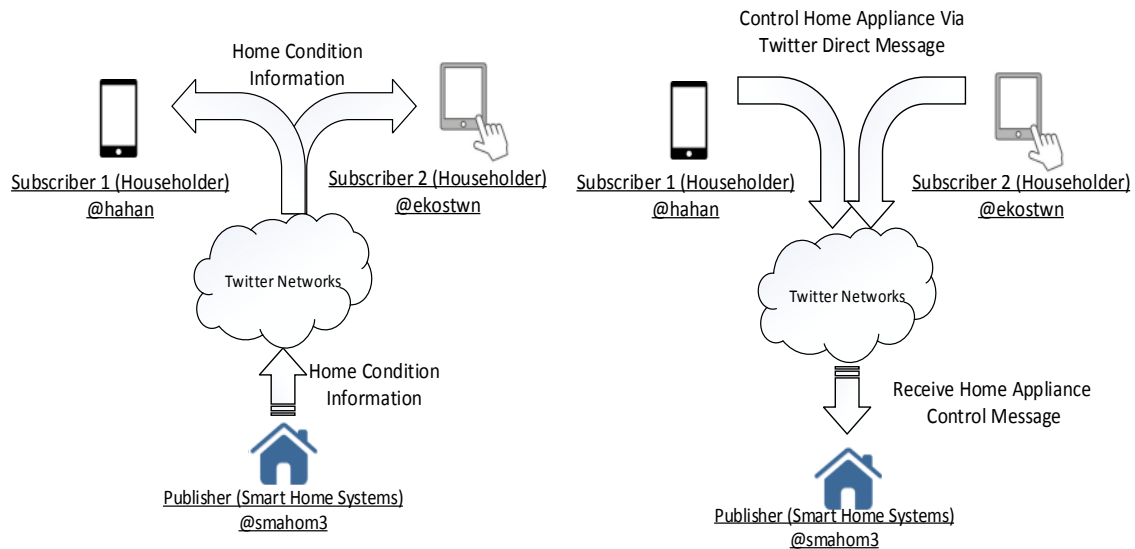 Home Condition
Information
Subscriber 1 (Householder)
@hahan
Subscriber 2 (Householder)
@ekostwn
Twitter Networks
Home Condition
Information
Publisher (Smart Home Systems)
@smahom3
Control Home Appliance Via
Twitter Direct Message
Subscriber 1 (Householder)
@hahan
Subscriber 2 (Householder)
@ekostwn
Twitter Networks
Receive Home Appliance
Control Message
Publisher (Smart Home Systems)
@smahom3